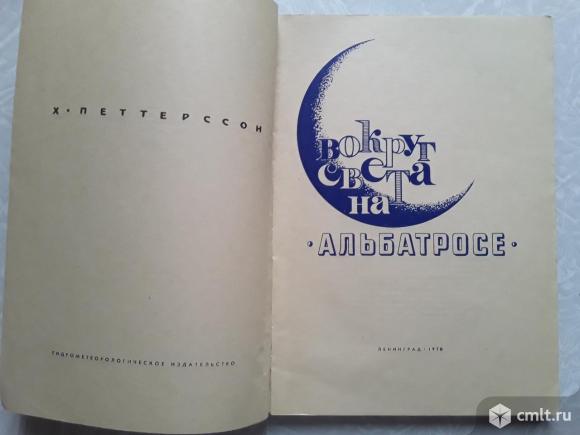 Х · ПЕТТЕРССОН
ГИДРОМЕТЕОРОЛОГИЧЕСКОЕ ИЗДАТЕЛЬСТВО
вокруг
света
на
· АЛЬБАТРОСЕ ·
ЛЕНИНГРАД · 1970
cmlt.ru